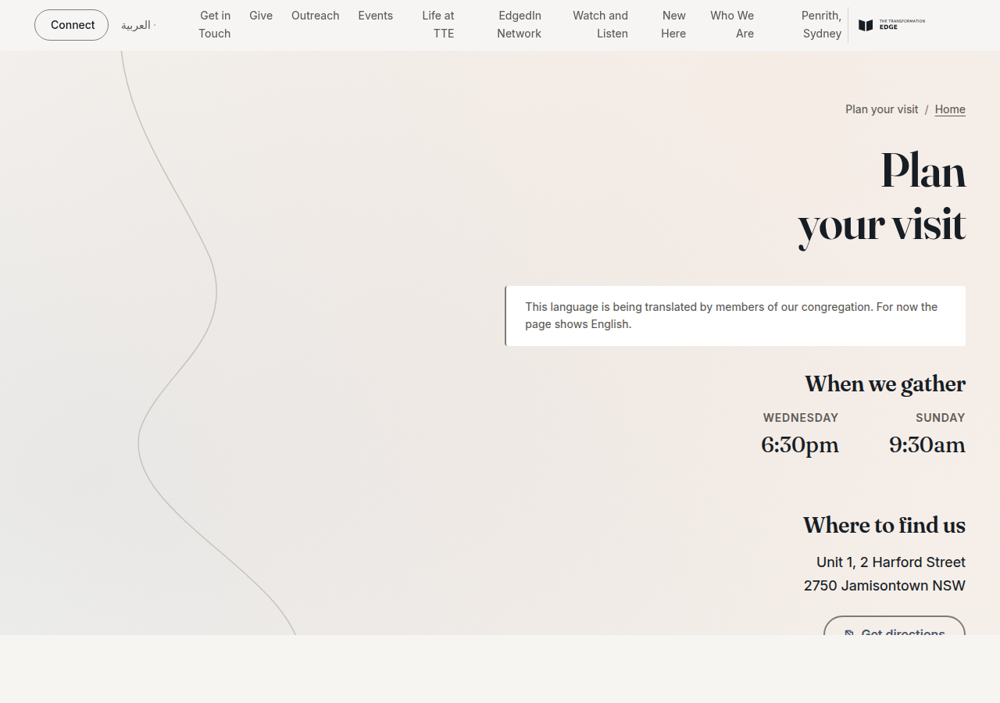 THE TRANSFORMATION
EDGE
Penrith,
Sydney
Who We
Are
New
Here
Watch and
Listen
EdgedIn
Network
Life at
TTE
Events
Outreach
Give
Get in
Touch
العربية ·
Connect
Home / Plan your visit
Plan
your visit
This language is being translated by members of our congregation. For now the
page shows English.
When we gather
SUNDAY
9:30am
WEDNESDAY
6:30pm
Where to find us
Unit 1, 2 Harford Street
2750 Jamisontown NSW
Get directions